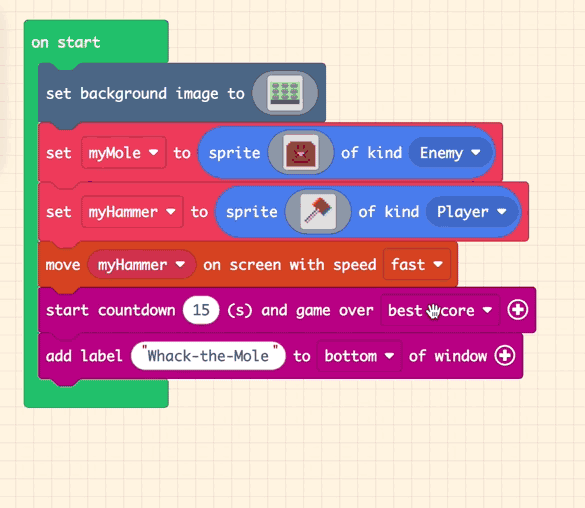 on start
set background image to
set myMole to sprite of kind Enemy
set myHammer to sprite of kind Player
move myHammer on screen with speed fast
start countdown 15 (s) and game over best core
add label "Whack-the-Mole" to bottom of window